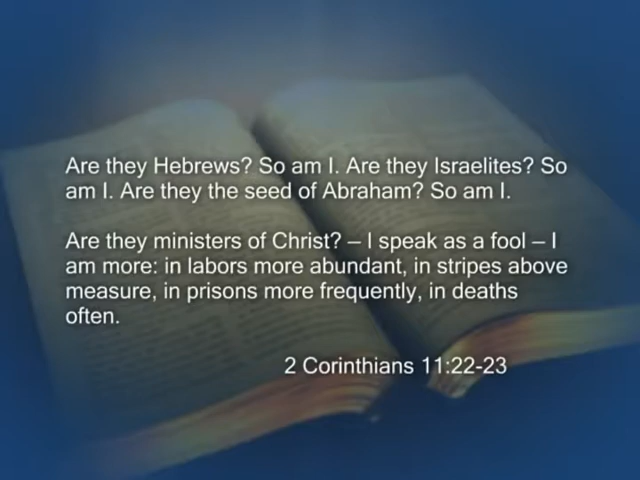 Are they Hebrews? So am I. Are they Israelites? So
am I. Are they the seed of Abraham? So am I.
Are they ministers of Christ? – I speak as a fool – I
am more: in labors more abundant, in stripes above
measure, in prisons more frequently, in deaths
often.
2 Corinthians 11:22-23